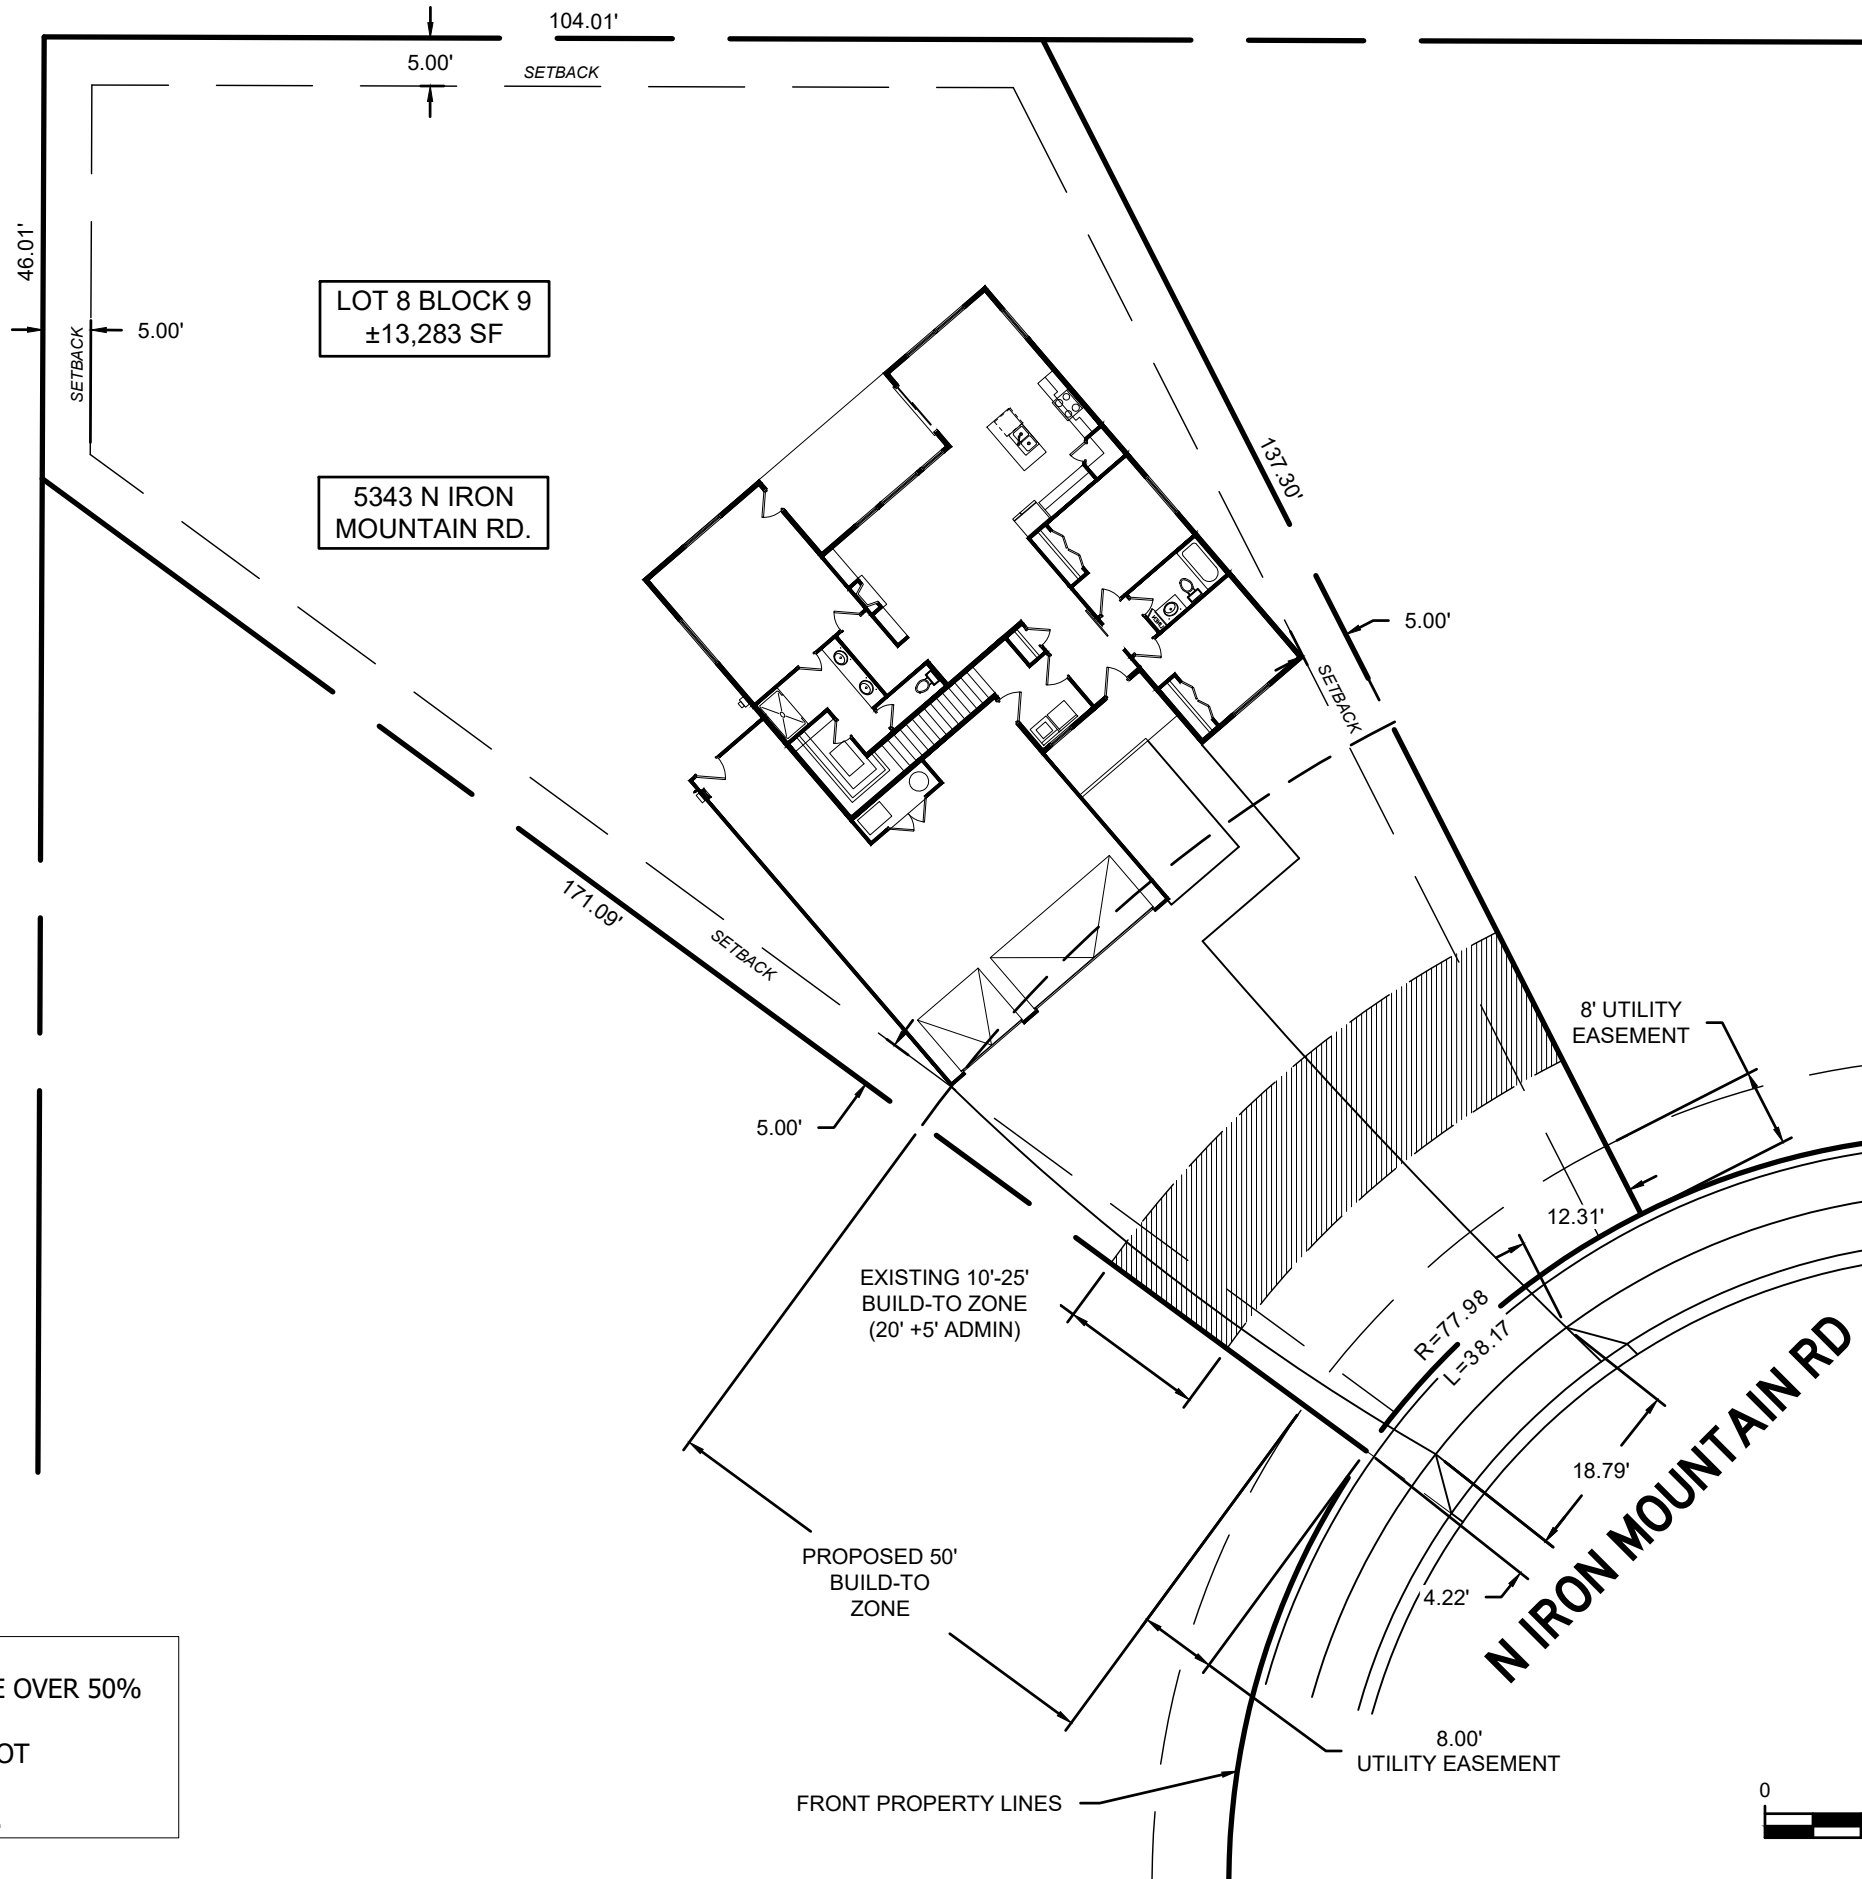 104.01'
5.00'
SETBACK
46.01'
LOT 8 BLOCK 9
±13,283 SF
5.00'
SETBACK
5343 N IRON
MOUNTAIN RD.
137.30'
5.00'
SETBACK
171.09'
SETBACK
8' UTILITY
EASEMENT
5.00'
12.31'
EXISTING 10'-25'
BUILD-TO ZONE
(20' +5' ADMIN)
R=77.98
L=38.17
N IRON MOUNTAIN RD
18.79'
PROPOSED 50'
BUILD-TO
ZONE
4.22'
OVER 50%
8.00'
UTILITY EASEMENT
FRONT PROPERTY LINES
0